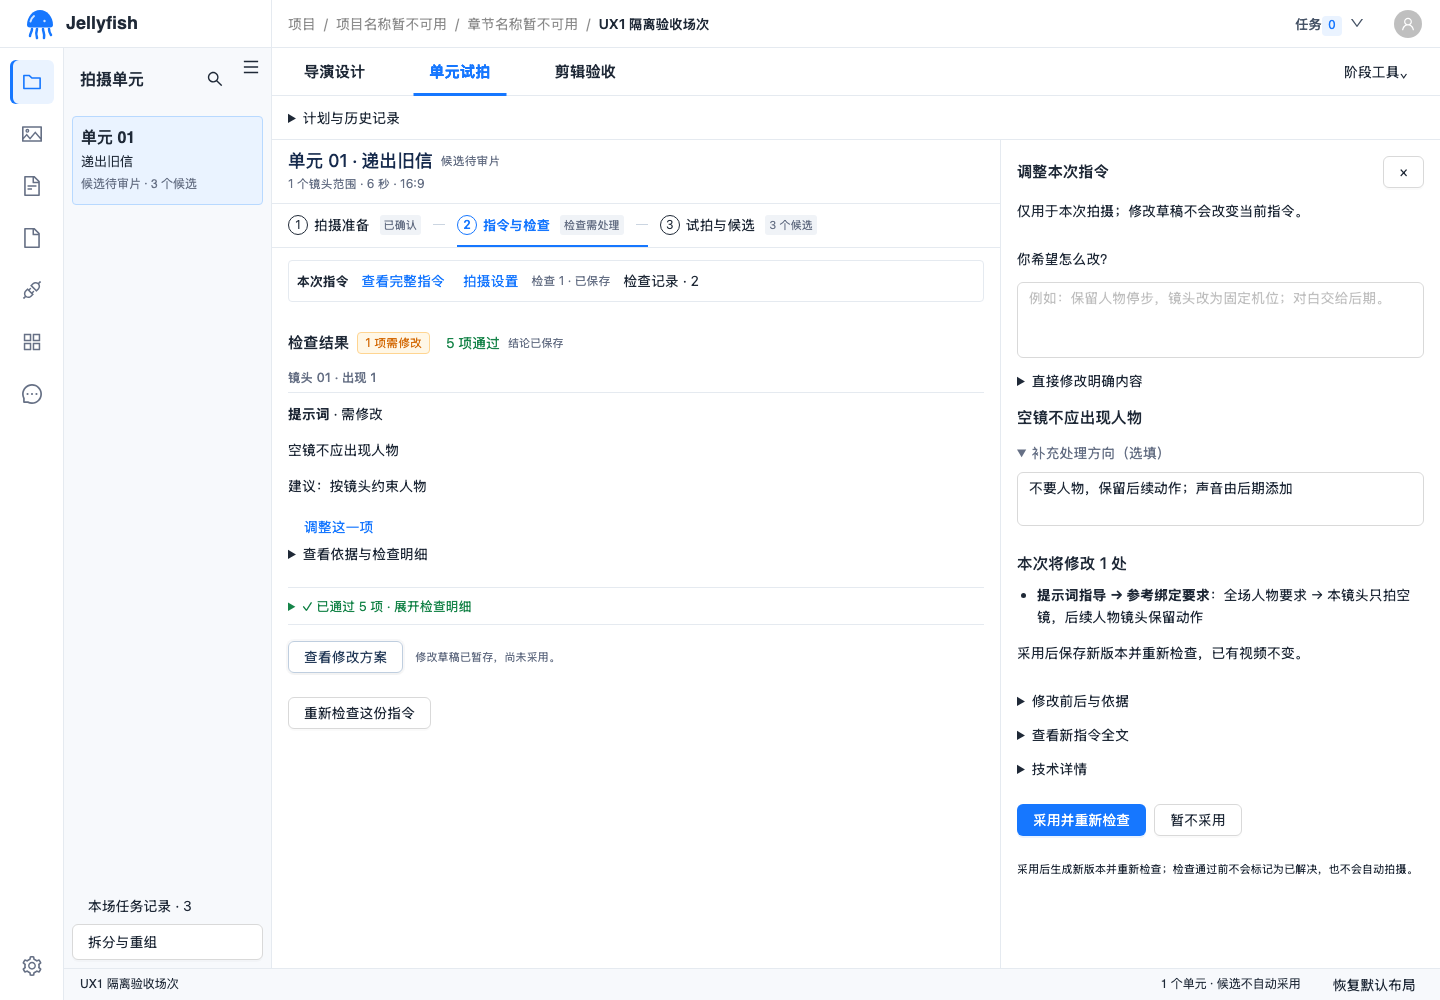 Jellyfish
项目 / 项目名称暂不可用 / 章节名称暂不可用 / UX1 隔离验收场次
任务 0
拍摄单元
导演设计 单元试拍 剪辑验收
阶段工具
单元 01
递出旧信
候选待审片 · 3 个候选
本场任务记录 · 3
拆分与重组
▶ 计划与历史记录
单元 01 · 递出旧信 候选待审片
1 个镜头范围 · 6 秒 · 16:9
1 拍摄准备 已确认 — 2 指令与检查 检查需处理 — 3 试拍与候选 3 个候选
本次指令 查看完整指令 拍摄设置 检查 1 · 已保存 检查记录 · 2
检查结果 1 项需修改 5 项通过 结论已保存
镜头 01 · 出现 1
提示词 · 需修改
空镜不应出现人物
建议：按镜头约束人物
调整这一项
▶ 查看依据与检查明细
▶ ✓ 已通过 5 项 · 展开检查明细
查看修改方案 修改草稿已暂存，尚未采用。
重新检查这份指令
调整本次指令 ×
仅用于本次拍摄；修改草稿不会改变当前指令。
你希望怎么改？
例如：保留人物停步，镜头改为固定机位；对白交给后期。
▶ 直接修改明确内容
空镜不应出现人物
▼ 补充处理方向（选填）
不要人物，保留后续动作；声音由后期添加
本次将修改 1 处
• 提示词指导 → 参考绑定要求：全场人物要求 → 本镜头只拍空
镜，后续人物镜头保留动作
采用后保存新版本并重新检查，已有视频不变。
▶ 修改前后与依据
▶ 查看新指令全文
▶ 技术详情
采用并重新检查 暂不采用
采用后生成新版本并重新检查；检查通过前不会标记为已解决，也不会自动拍摄。
UX1 隔离验收场次
1 个单元 · 候选不自动采用 恢复默认布局